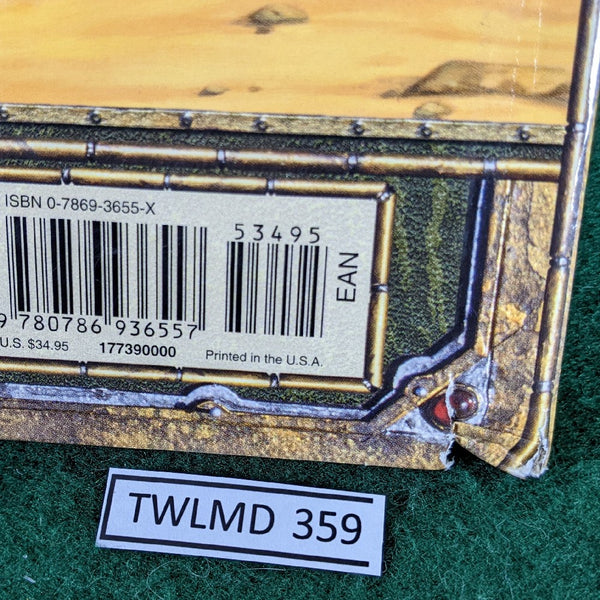 ISBN 0-7869-3655-X
53495
EAN
9 780786 936557
U.S. $34.95 177390000 Printed in the U.S.A.
TWLMD 359